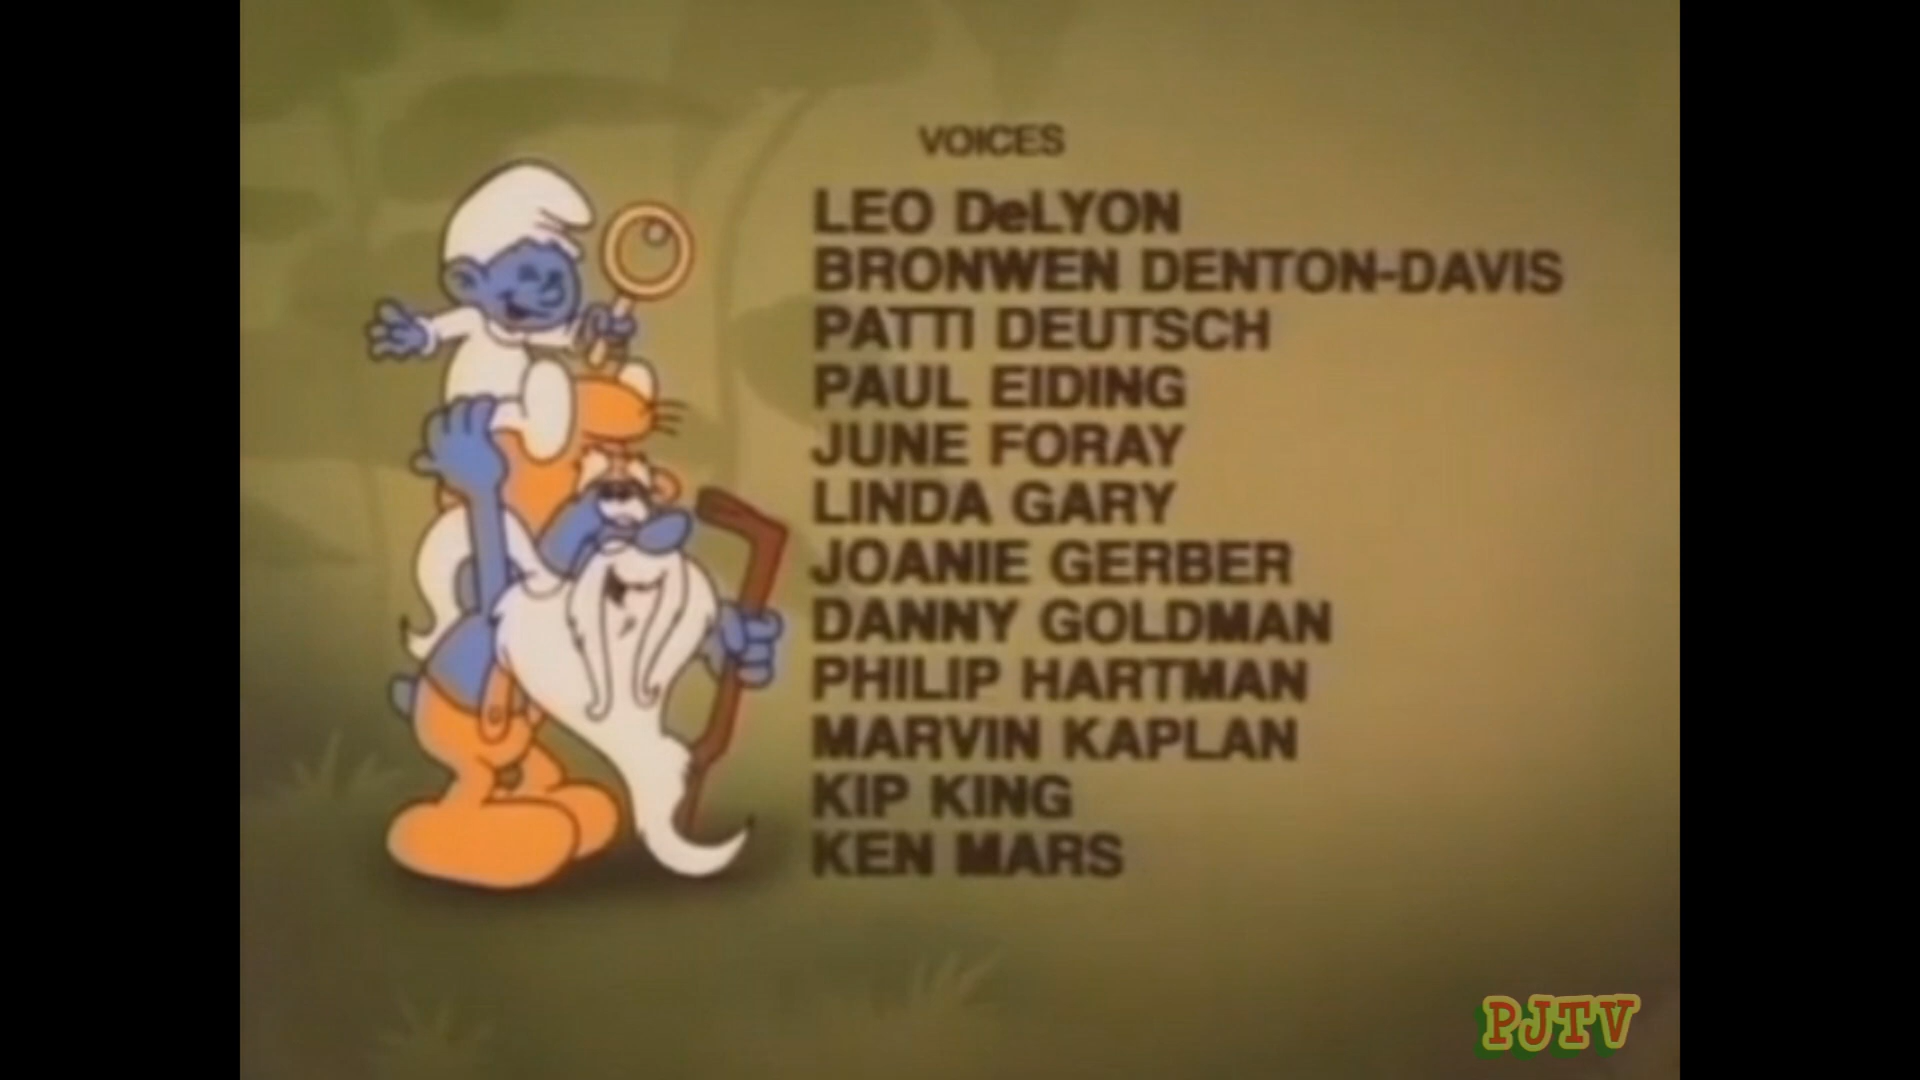 VOICES
LEO DeLYON
BRONWEN DENTON-DAVIS
PATTI DEUTSCH
PAUL EIDING
JUNE FORAY
LINDA GARY
JOANIE GERBER
DANNY GOLDMAN
PHILIP HARTMAN
MARVIN KAPLAN
KIP KING
KEN MARS
PJTV